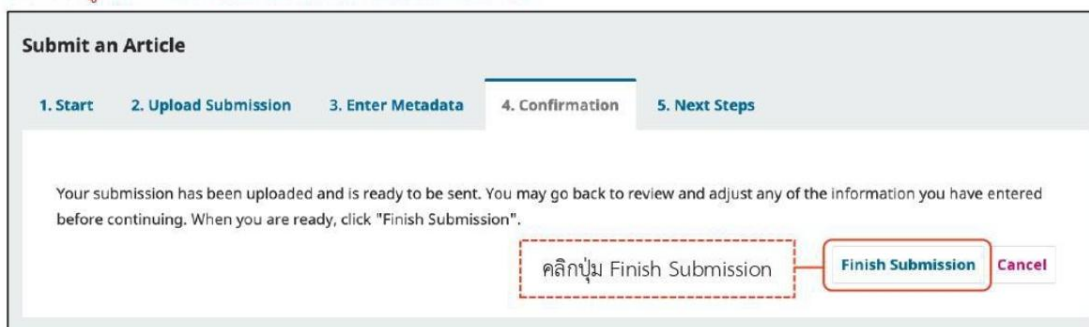 Submit an Article
1. Start 2. Upload Submission 3. Enter Metadata 4. Confirmation 5. Next Steps
Your submission has been uploaded and is ready to be sent. You may go back to review and adjust any of the information you have entered
before continuing. When you are ready, click "Finish Submission".
คลิกปุ่ม Finish Submission
Finish Submission Cancel